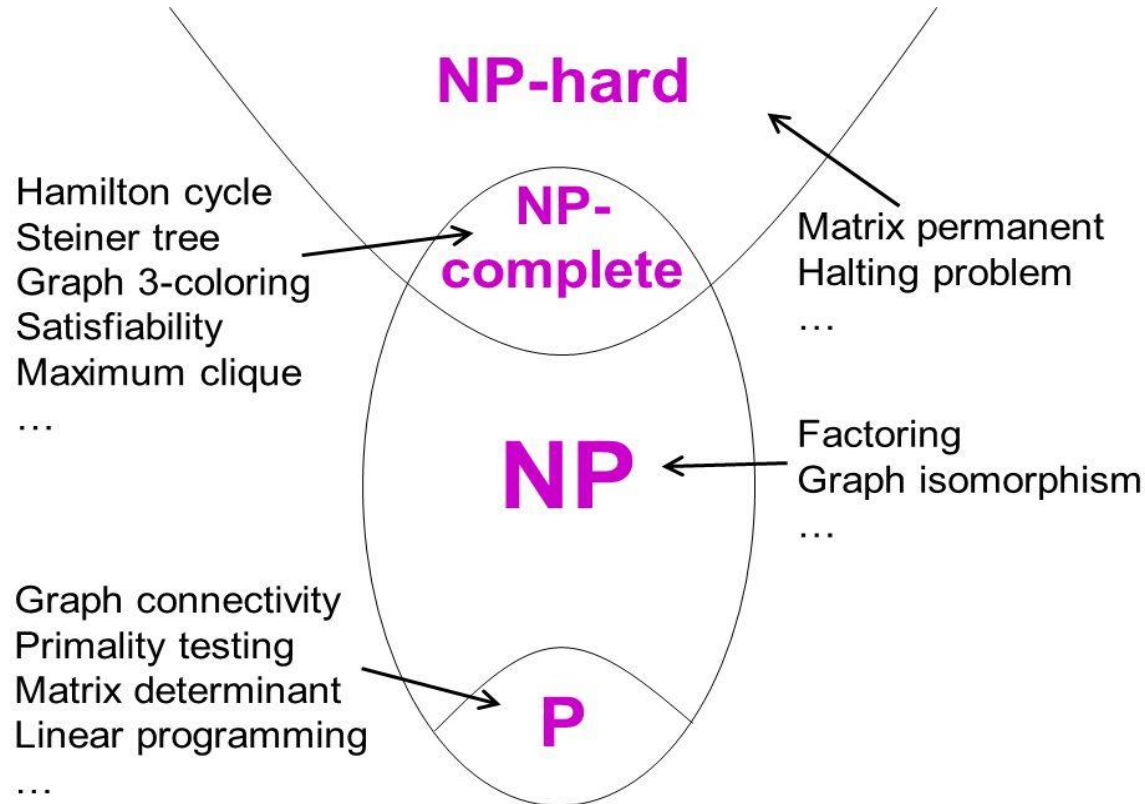 NP-hard
Hamilton cycle
Steiner tree
Graph 3-coloring
Satisfiability
Maximum clique
…
NP-
complete
Matrix permanent
Halting problem
…
NP
Factoring
Graph isomorphism
…
Graph connectivity
Primality testing
Matrix determinant
Linear programming
…
P